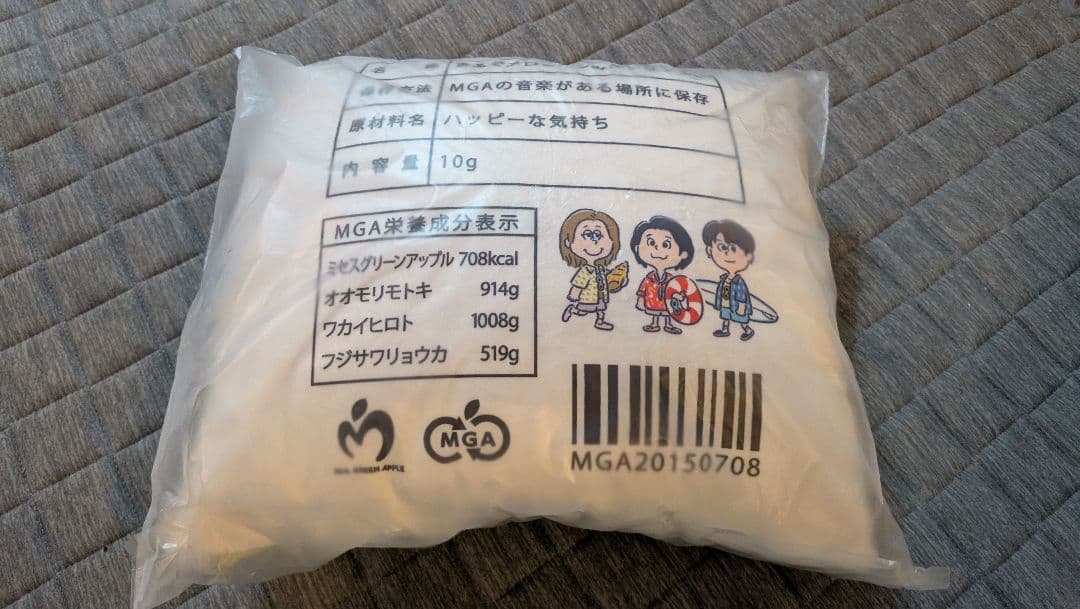 保存方法 MGAの音楽がある場所に保存
原材料名 ハッピーな気持ち
内容量 10g
MGA栄養成分表示
ミセスグリーンアップル 708kcal
オオモリモトキ 914g
ワカイヒロト 1008g
フジサワリョウカ 519g
MRS. GREEN APPLE
MGA
MGA20150708